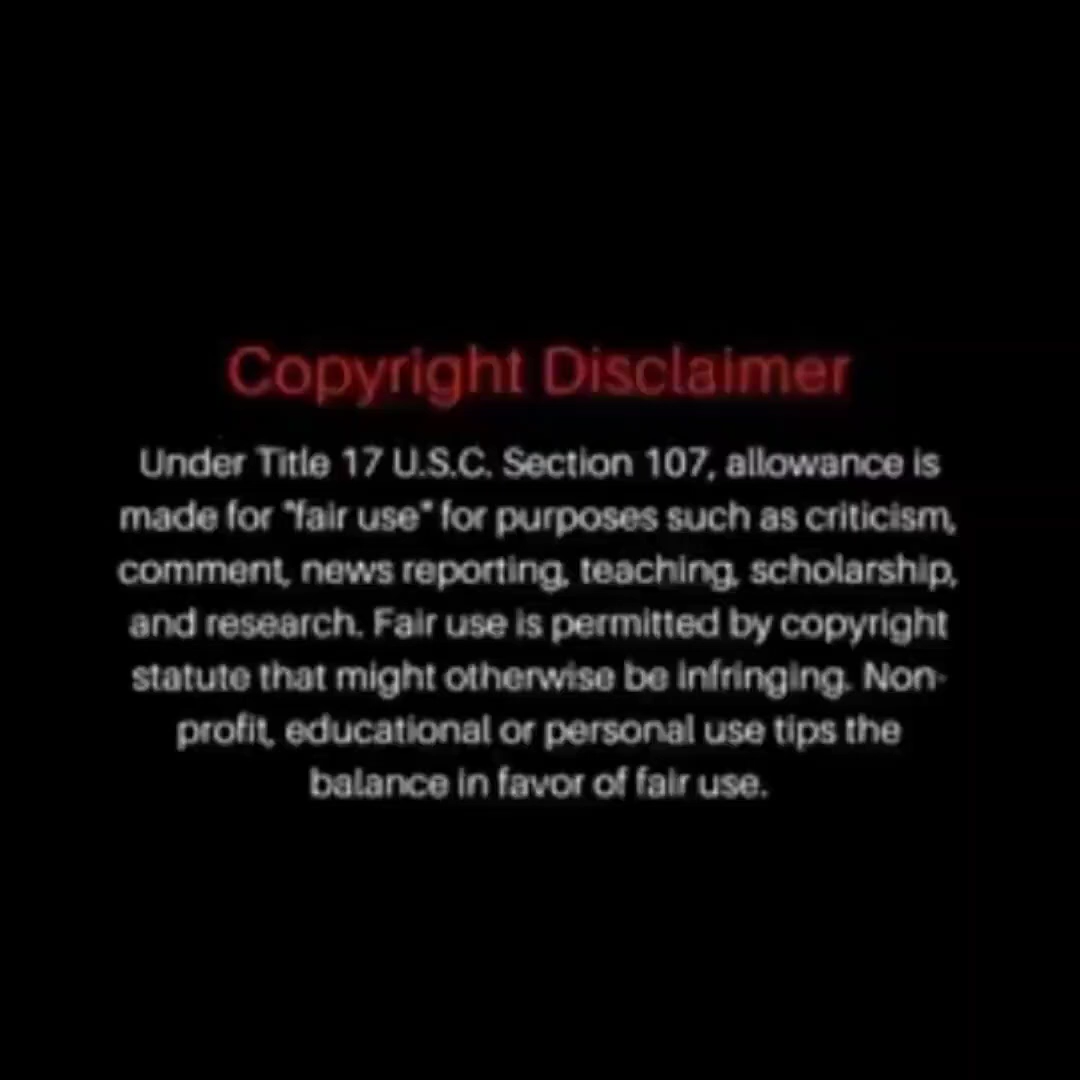 Copyright Disclaimer
Under Title 17 U.S.C. Section 107, allowance is
made for "fair use" for purposes such as criticism,
comment, news reporting, teaching, scholarship,
and research. Fair use is permitted by copyright
statute that might otherwise be infringing. Non-
profit, educational or personal use tips the
balance in favor of fair use.